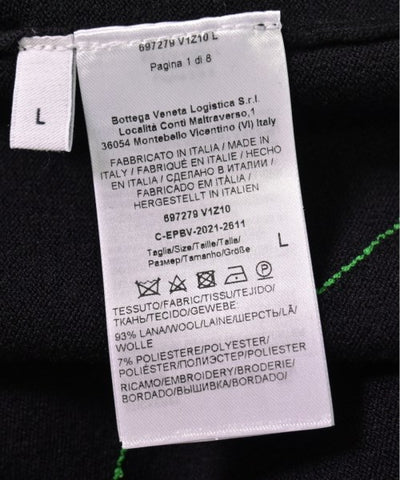 L
697279 V1Z10 L
Pagina 1 di 8
Bottega Veneta Logistica S.r.l.
Località Conti Maltraverso,1
36054 Montebello Vicentino (VI) Italy
FABBRICATO IN ITALIA / MADE IN
ITALY / FABRIQUÉ EN ITALIE / HECHO
EN ITALIA / СДЕЛАНО В ИТАЛИИ /
FABRICADO EM ITÁLIA /
HERGESTELLT IN ITALIEN
697279 V1Z10
C-EPBV-2021-2611
Taglia/Size/Taille/Talla/
Размер/Tamanho/Größe
L
TESSUTO/FABRIC/TISSU/TEJIDO/
ТКАНЬ/TECIDO/GEWEBE
93% LANA/WOOL/LAINE/ШЕРСТЬ/LÃ/
WOLLE
7% POLIESTERE/POLYESTER/
POLIÉSTER/ПОЛИЭСТЕР/POLIESTER
RICAMO/EMBROIDERY/BRODERIE/
BORDADO/ВЫШИВКА/BORDADO/